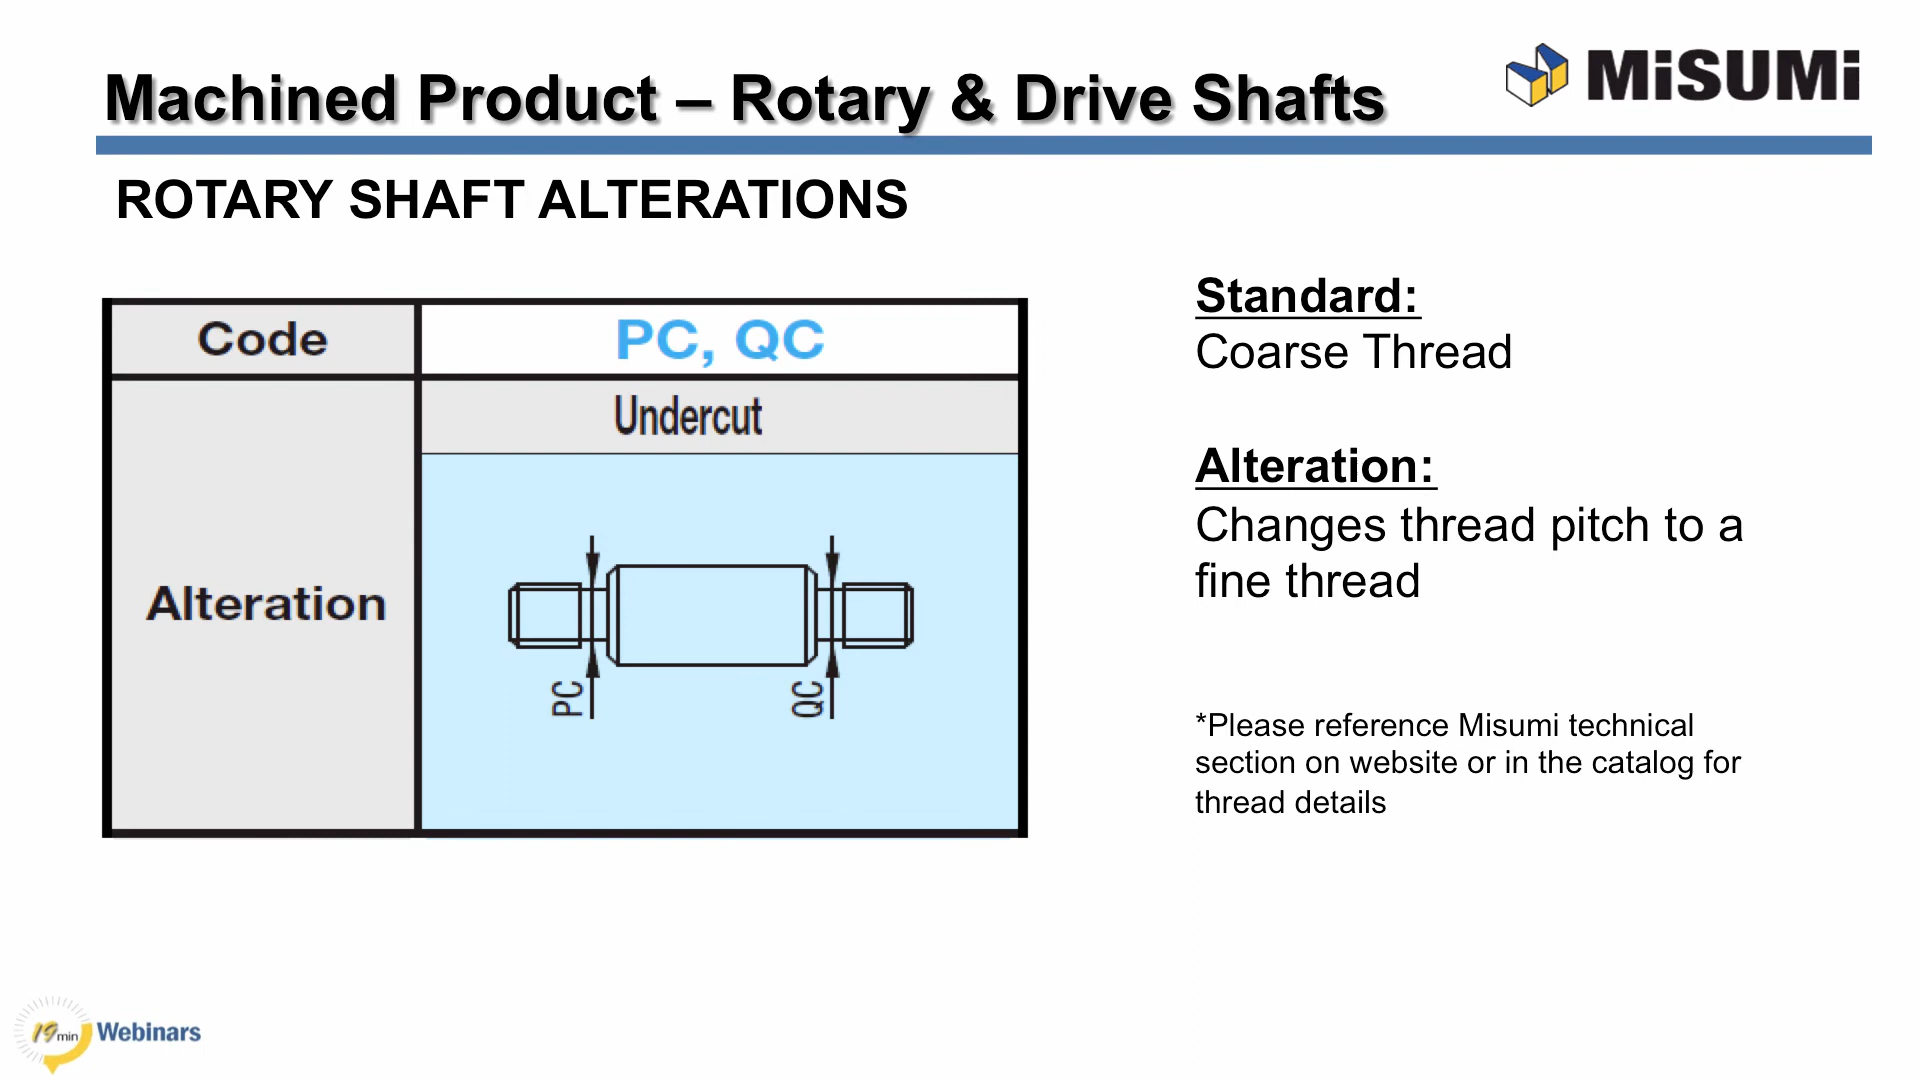 Machined Product – Rotary & Drive Shafts
MiSUMi
ROTARY SHAFT ALTERATIONS
Code
PC, QC
Undercut
Alteration
PC
QC
Standard:
Coarse Thread
Alteration:
Changes thread pitch to a
fine thread
*Please reference Misumi technical
section on website or in the catalog for
thread details
19min Webinars